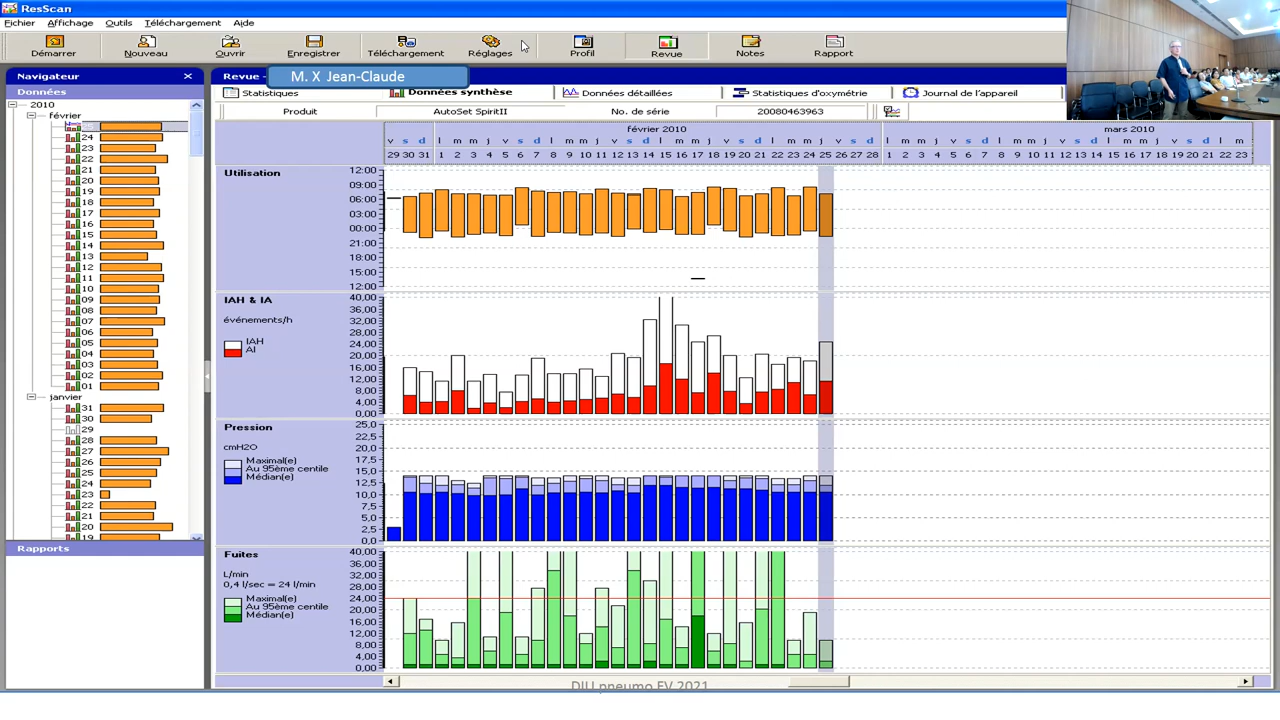 ResScan
Fichier Affichage Outils Téléchargement Aide
Démarrer Nouveau Ouvrir Enregistrer Téléchargement Réglages Profil Revue Notes Rapport
Navigateur
Revue - M. X Jean-Claude
Données
Statistiques Données synthèse Données détaillées Statistiques d'oxymétrie Journal de l'appareil
Produit AutoSet SpiritII No. de série 20080463963
2010
février
24
23
22
21
20
19
18
17
16
15
14
13
12
11
10
09
08
07
06
05
04
03
02
01
janvier
31
30
29
28
27
26
25
24
23
22
21
20
19
Rapports
février 2010 mars 2010
v s d l m m j v s d l m m j v s d l m m j v s d l m m j v s d l m m j v s d l m m j v s d l m m j v s d l m
29 30 31 1 2 3 4 5 6 7 8 9 10 11 12 13 14 15 16 17 18 19 20 21 22 23 24 25 26 27 28 1 2 3 4 5 6 7 8 9 10 11 12 13 14 15 16 17 18 19 20 21 22 23
Utilisation
12:00
09:00
06:00
03:00
00:00
21:00
18:00
15:00
12:00
IAH & IA
événements/h
IAH
AI
40,00
36,00
32,00
28,00
24,00
20,00
16,00
12,00
8,00
4,00
0,00
Pression
cmH2O
Maximal(e)
Au 95ème centile
Médian(e)
25,0
22,5
20,0
17,5
15,0
12,5
10,0
7,5
5,0
2,5
0,0
Fuites
L/min
0,4 l/sec = 24 l/min
Maximal(e)
Au 95ème centile
Médian(e)
40,00
36,00
32,00
28,00
24,00
20,00
16,00
12,00
8,00
4,00
0,00
DIU pneumo FV 2021